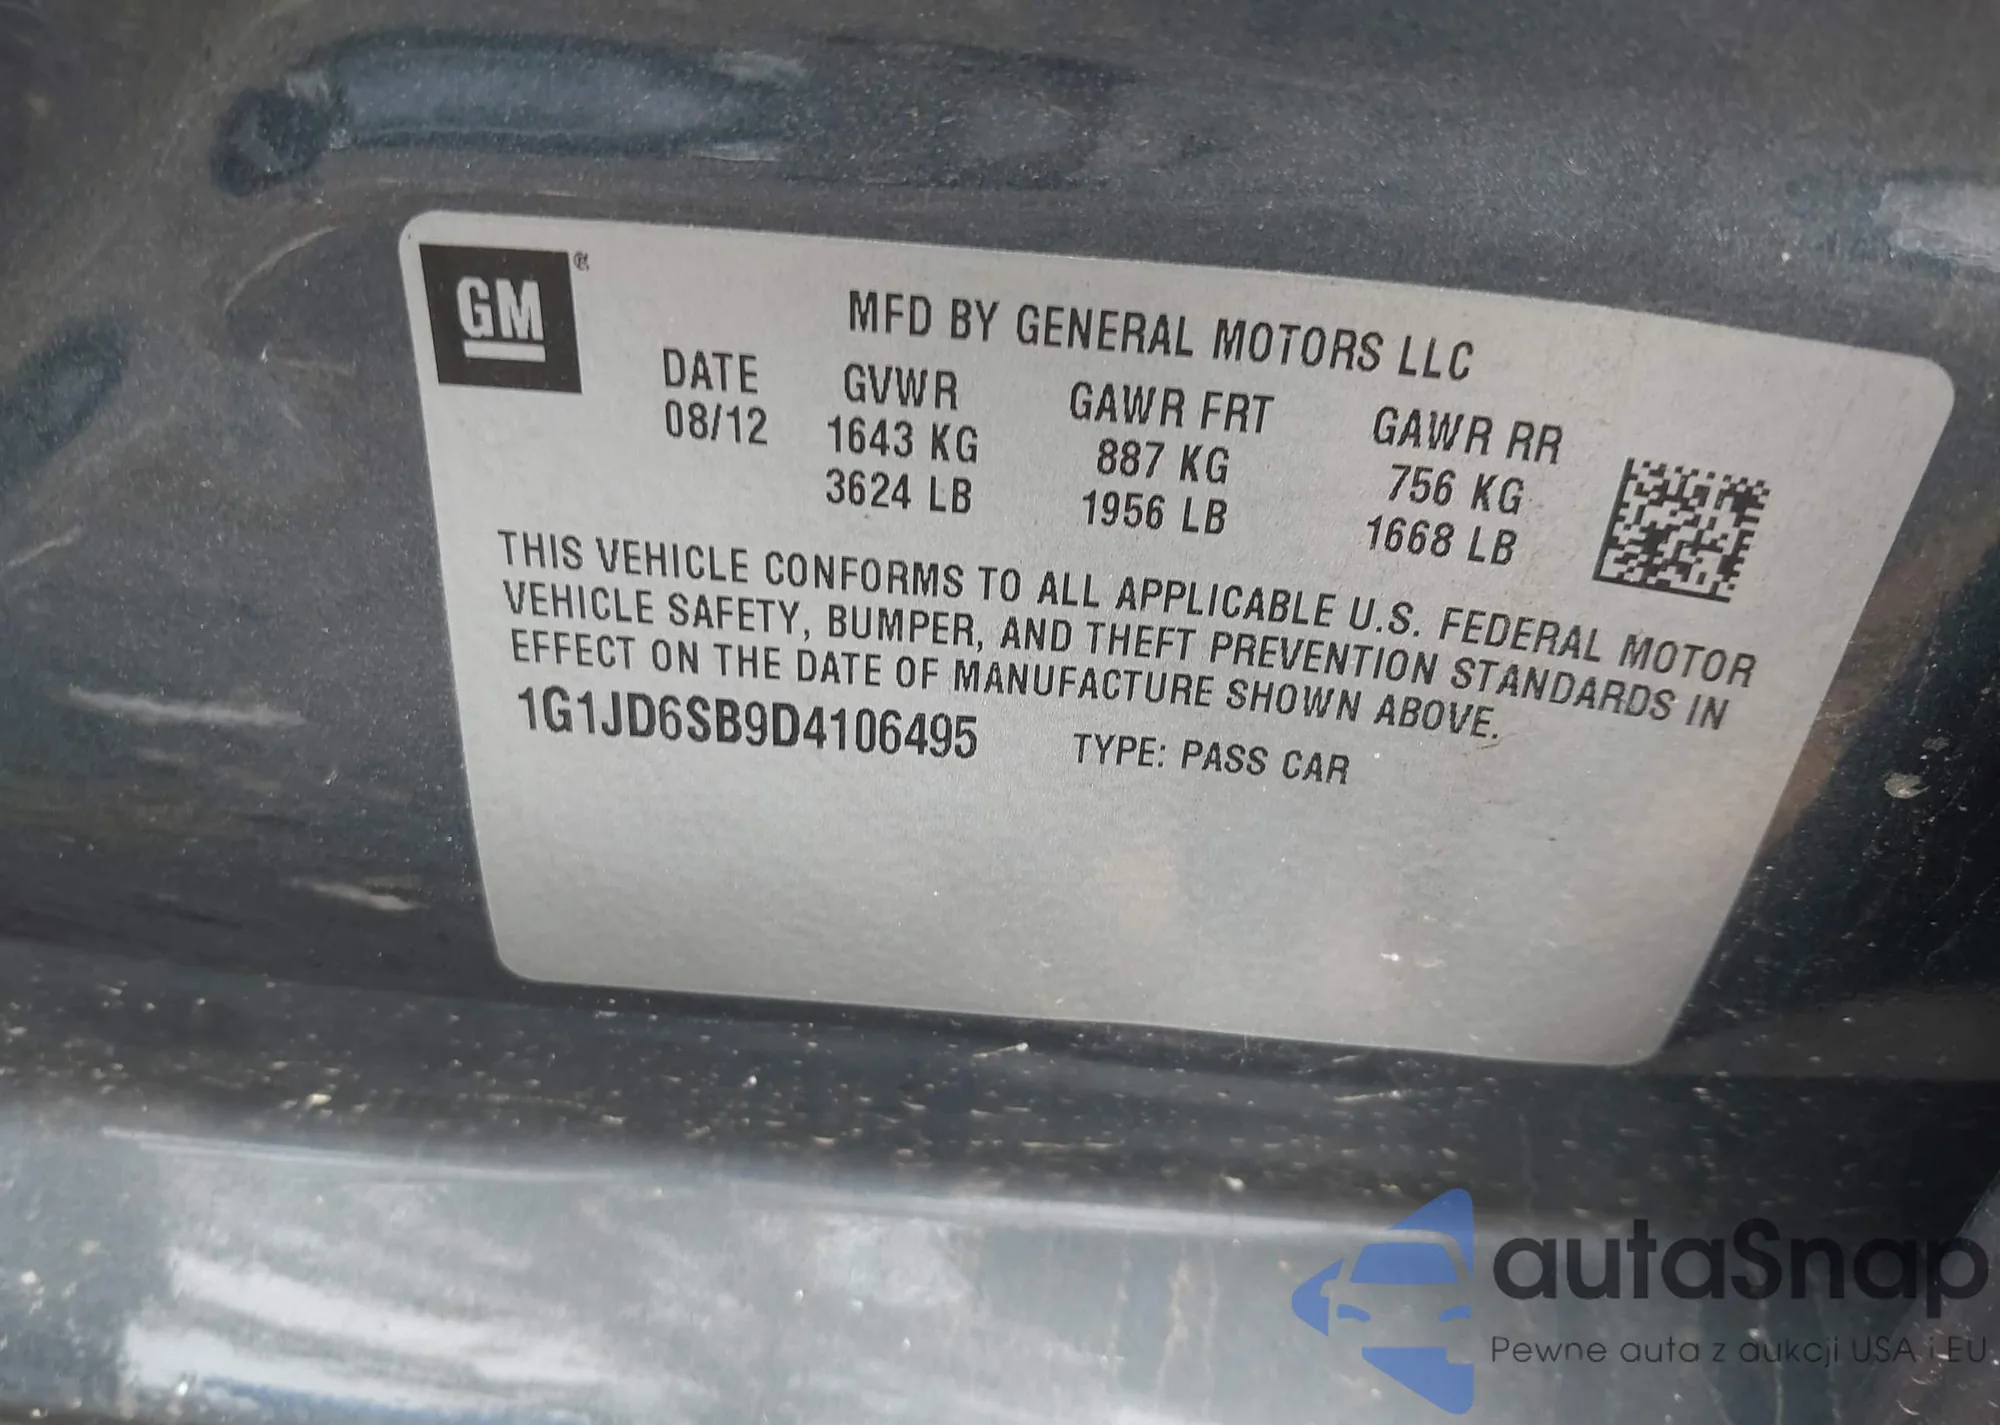 GM®
MFD BY GENERAL MOTORS LLC
DATE GVWR GAWR FRT GAWR RR
08/12 1643 KG 887 KG 756 KG
3624 LB 1956 LB 1668 LB
THIS VEHICLE CONFORMS TO ALL APPLICABLE U.S. FEDERAL MOTOR
VEHICLE SAFETY, BUMPER, AND THEFT PREVENTION STANDARDS IN
EFFECT ON THE DATE OF MANUFACTURE SHOWN ABOVE.
1G1JD6SB9D4106495 TYPE: PASS CAR
autaSnap
Pewne auta z aukcji USA i EU